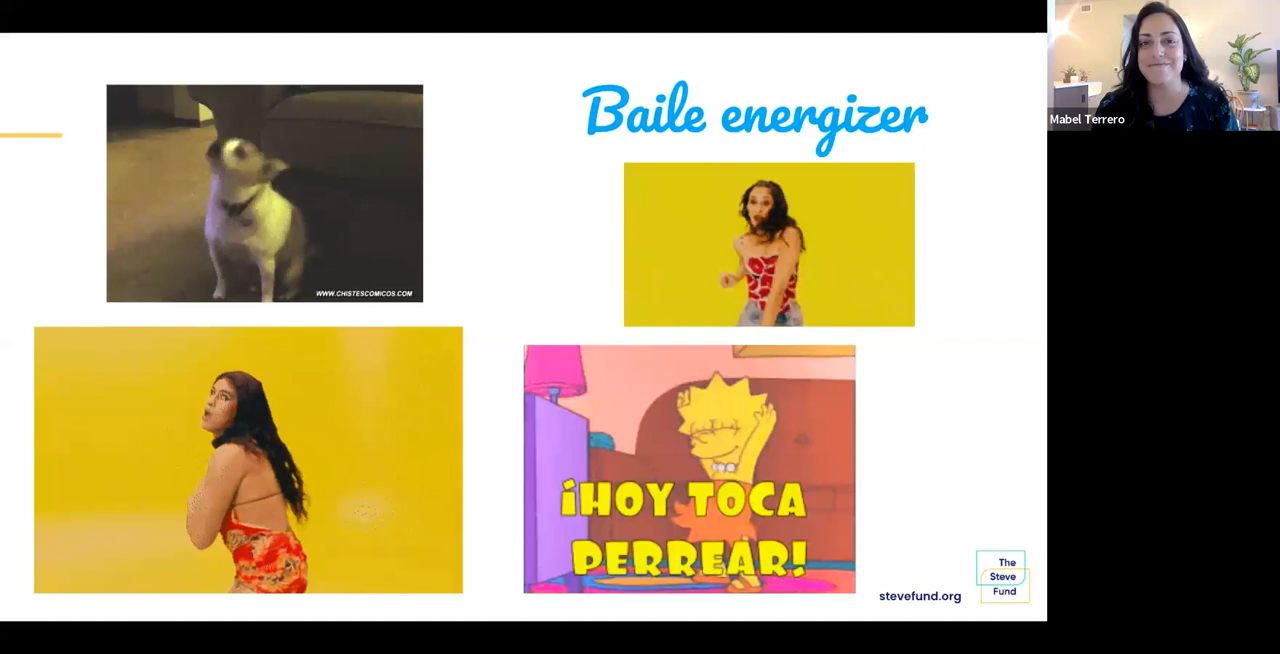 Baile energizer
Mabel Terrero
WWW.CHISTESCOMICOS.COM
¡HOY TOCA
PERREAR!
stevefund.org
The
Steve
Fund